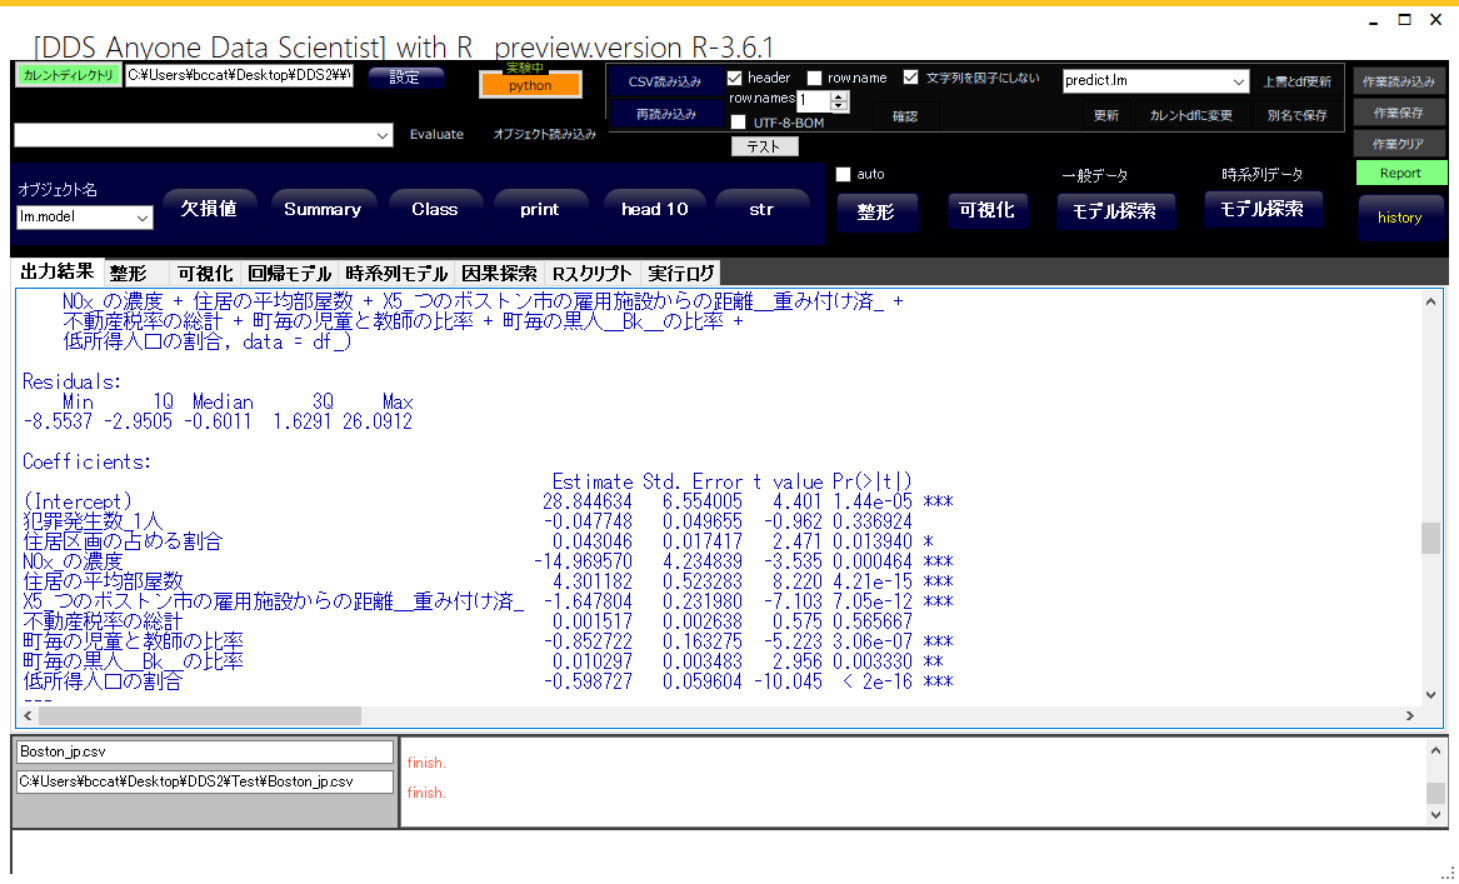 [DDS Anyone Data Scientist] with R preview.version R-3.6.1
カレントディレクトリ C:¥Users¥bccat¥Desktop¥DDS2¥¥¥ 設定 実験中 python CSV読み込み header row.name 文字列を因子にしない predict.lm 上書とdf更新 作業読み込み
再読み込み row.names 1 UTF-8-BOM 確認 更新 カレントdfに変更 別名で保存 作業保存
Evaluate オブジェクト読み込み テスト 作業クリア
auto 一般データ 時系列データ Report
オブジェクト名
lm.model 欠損値 Summary Class print head 10 str 整形 可視化 モデル探索 モデル探索 history
出力結果 整形 可視化 回帰モデル 時系列モデル 因果探索 Rスクリプト 実行ログ
NOx_の濃度 + 住居の平均部屋数 + X5_つのボストン市の雇用施設からの距離__重み付け済_ +
不動産税率の総計 + 町毎の児童と教師の比率 + 町毎の黒人__Bk__の比率 +
低所得人口の割合, data = df_)
Residuals:
Min 1Q Median 3Q Max
-8.5537 -2.9505 -0.6011 1.6291 26.0912
Coefficients:
Estimate Std. Error t value Pr(>|t|)
(Intercept) 28.844634 6.554005 4.401 1.44e-05 ***
犯罪発生数_1人 -0.047748 0.049655 -0.962 0.336924
住居区画の占める割合 0.043046 0.017417 2.471 0.013940 *
NOx_の濃度 -14.969570 4.234839 -3.535 0.000464 ***
住居の平均部屋数 4.301182 0.523283 8.220 4.21e-15 ***
X5_つのボストン市の雇用施設からの距離__重み付け済_ -1.647804 0.231980 -7.103 7.05e-12 ***
不動産税率の総計 0.001517 0.002638 0.575 0.565667
町毎の児童と教師の比率 -0.852722 0.163275 -5.223 3.06e-07 ***
町毎の黒人__Bk__の比率 0.010297 0.003483 2.956 0.003330 **
低所得人口の割合 -0.598727 0.059604 -10.045 < 2e-16 ***
---
Boston_jp.csv
C:¥Users¥bccat¥Desktop¥DDS2¥Test¥Boston_jp.csv
finish.
finish.